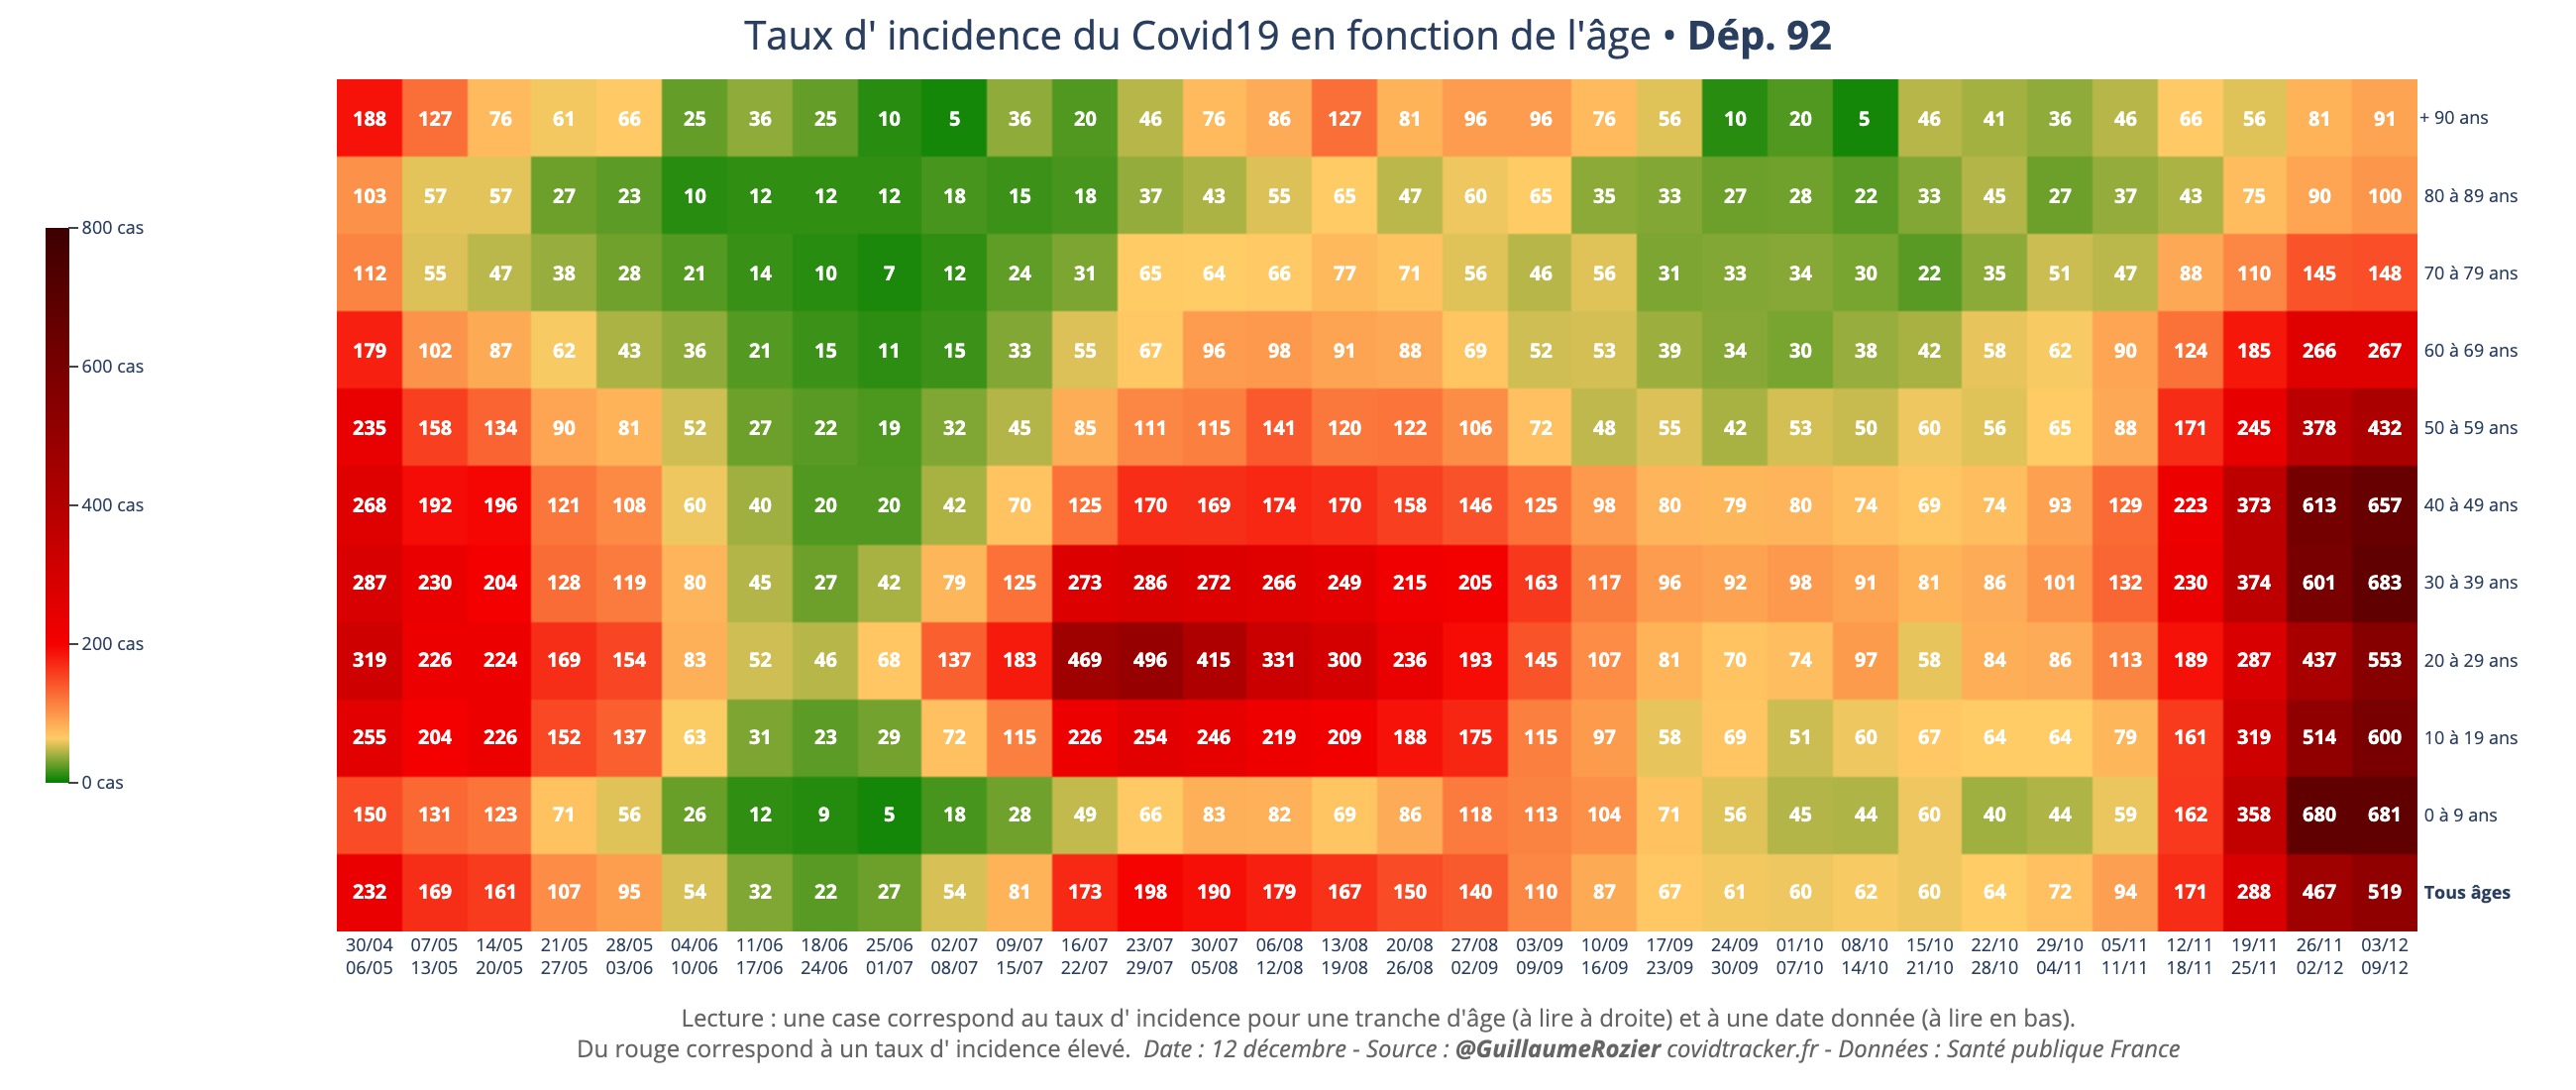 Taux d' incidence du Covid19 en fonction de l'âge • Dép. 92
188 127 76 61 66 25 36 25 10 5 36 20 46 76 86 127 81 96 96 76 56 10 20 5 46 41 36 46 66 56 81 91 + 90 ans
103 57 57 27 23 10 12 12 12 18 15 18 37 43 55 65 47 60 65 35 33 27 28 22 33 45 27 37 43 75 90 100 80 à 89 ans
800 cas
112 55 47 38 28 21 14 10 7 12 24 31 65 64 66 77 71 56 46 56 31 33 34 30 22 35 51 47 88 110 145 148 70 à 79 ans
179 102 87 62 43 36 21 15 11 15 33 55 67 96 98 91 88 69 52 53 39 34 30 38 42 58 62 90 124 185 266 267 60 à 69 ans
600 cas
235 158 134 90 81 52 27 22 19 32 45 85 111 115 141 120 122 106 72 48 55 42 53 50 60 56 65 88 171 245 378 432 50 à 59 ans
400 cas
268 192 196 121 108 60 40 20 20 42 70 125 170 169 174 170 158 146 125 98 80 79 80 74 69 74 93 129 223 373 613 657 40 à 49 ans
287 230 204 128 119 80 45 27 42 79 125 273 286 272 266 249 215 205 163 117 96 92 98 91 81 86 101 132 230 374 601 683 30 à 39 ans
200 cas
319 226 224 169 154 83 52 46 68 137 183 469 496 415 331 300 236 193 145 107 81 70 74 97 58 84 86 113 189 287 437 553 20 à 29 ans
255 204 226 152 137 63 31 23 29 72 115 226 254 246 219 209 188 175 115 97 58 69 51 60 67 64 64 79 161 319 514 600 10 à 19 ans
0 cas
150 131 123 71 56 26 12 9 5 18 28 49 66 83 82 69 86 118 113 104 71 56 45 44 60 40 44 59 162 358 680 681 0 à 9 ans
232 169 161 107 95 54 32 22 27 54 81 173 198 190 179 167 150 140 110 87 67 61 60 62 60 64 72 94 171 288 467 519 Tous âges
30/04 07/05 14/05 21/05 28/05 04/06 11/06 18/06 25/06 02/07 09/07 16/07 23/07 30/07 06/08 13/08 20/08 27/08 03/09 10/09 17/09 24/09 01/10 08/10 15/10 22/10 29/10 05/11 12/11 19/11 26/11 03/12
06/05 13/05 20/05 27/05 03/06 10/06 17/06 24/06 01/07 08/07 15/07 22/07 29/07 05/08 12/08 19/08 26/08 02/09 09/09 16/09 23/09 30/09 07/10 14/10 21/10 28/10 04/11 11/11 18/11 25/11 02/12 09/12
Lecture : une case correspond au taux d' incidence pour une tranche d'âge (à lire à droite) et à une date donnée (à lire en bas).
Du rouge correspond à un taux d' incidence élevé. Date : 12 décembre - Source : @GuillaumeRozier covidtracker.fr - Données : Santé publique France